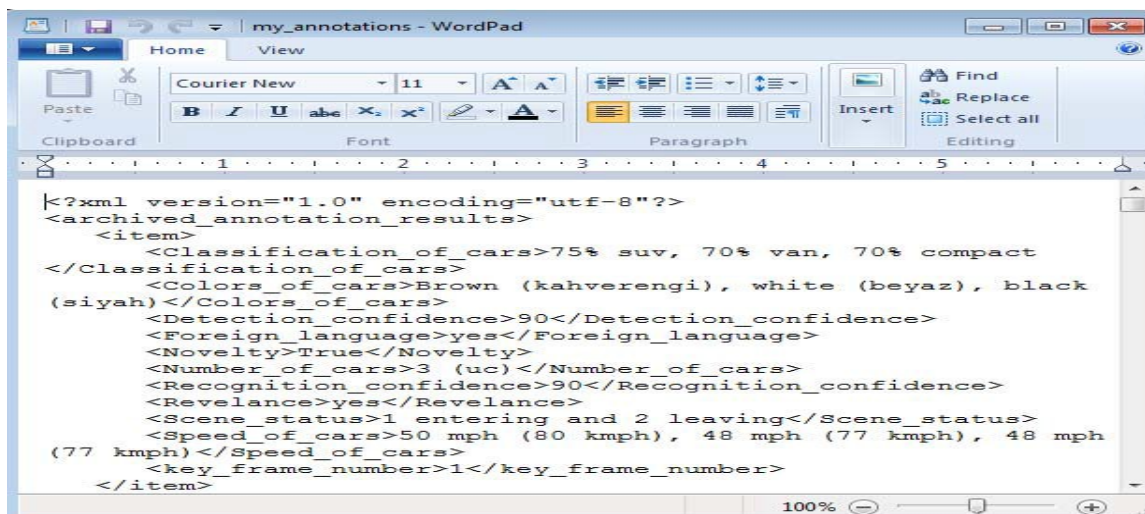 my_annotations - WordPad
Home View
Courier New 11 A A
Find
Replace
Paste B I U abc X₂ x² A Insert Select all
Clipboard Font Paragraph Editing
1 2 3 4 5
<?xml version="1.0" encoding="utf-8"?>
<archived_annotation_results>
<item>
<Classification_of_cars>75% suv, 70% van, 70% compact
</Classification_of_cars>
<Colors_of_cars>Brown (kahverengi), white (beyaz), black
(siyah)</Colors_of_cars>
<Detection_confidence>90</Detection_confidence>
<Foreign_language>yes</Foreign_language>
<Novelty>True</Novelty>
<Number_of_cars>3 (uc)</Number_of_cars>
<Recognition_confidence>90</Recognition_confidence>
<Revelance>yes</Revelance>
<Scene_status>1 entering and 2 leaving</Scene_status>
<Speed_of_cars>50 mph (80 kmph), 48 mph (77 kmph), 48 mph
(77 kmph)</Speed_of_cars>
<key_frame_number>1</key_frame_number>
</item>
100%